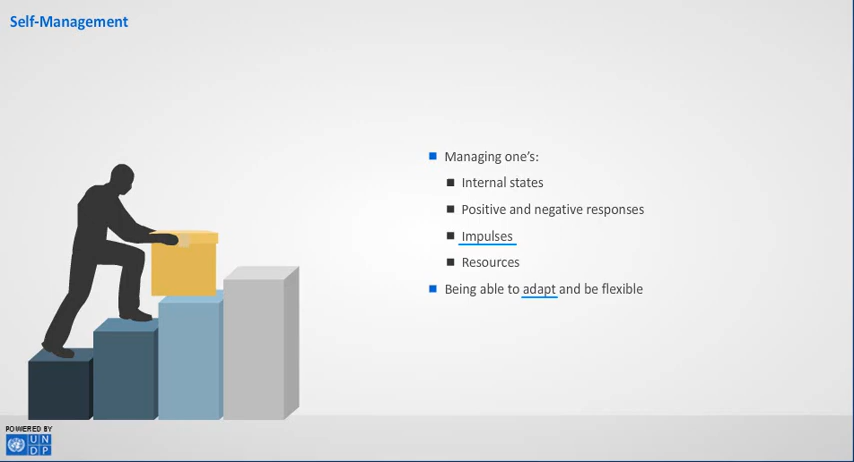 Self-Management
Managing one's:
Internal states
Positive and negative responses
Impulses
Resources
Being able to adapt and be flexible
POWERED BY
U N
D P